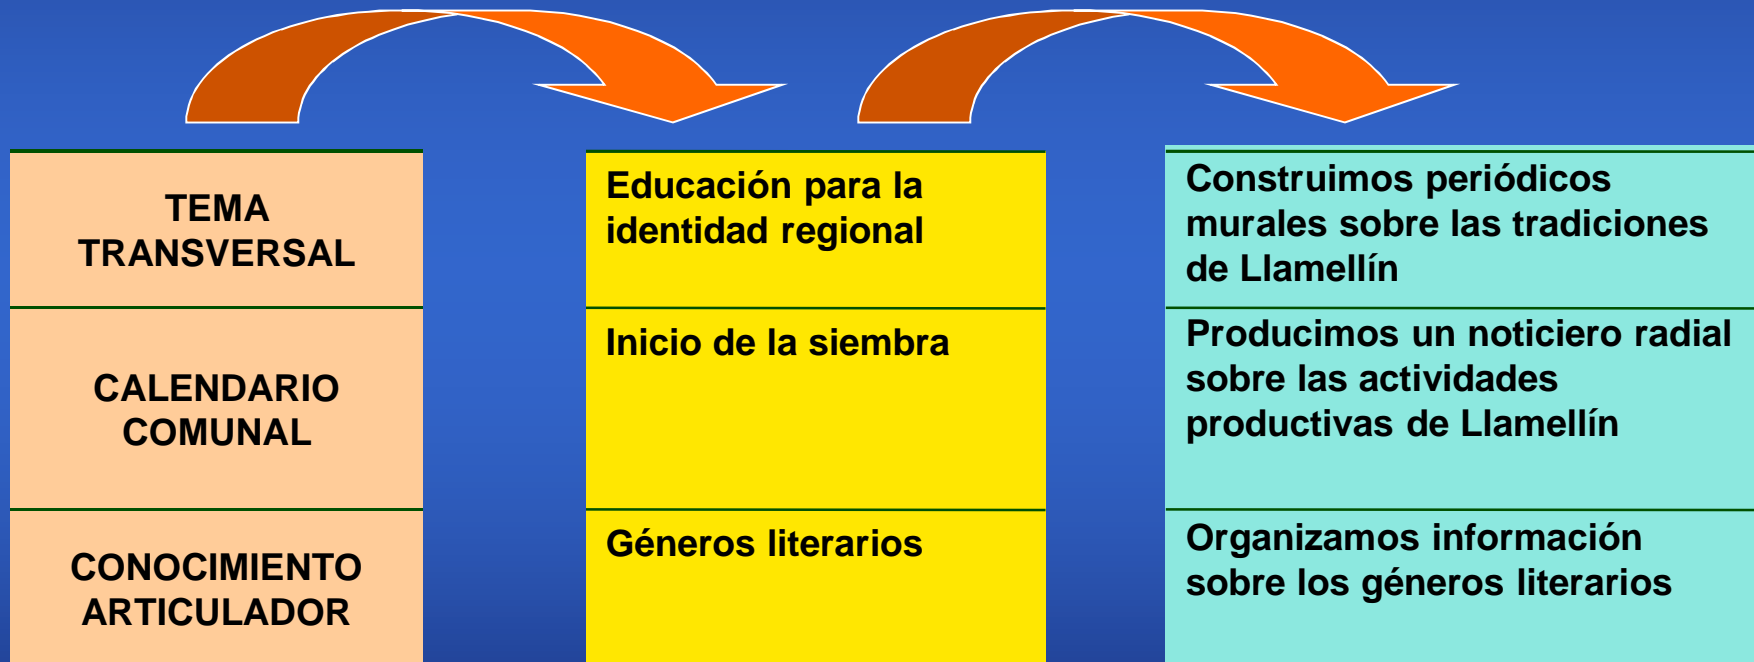 TEMA
TRANSVERSAL
Educación para la
identidad regional
Construimos periódicos
murales sobre las tradiciones
de Llamellín
CALENDARIO
COMUNAL
Inicio de la siembra
Producimos un noticiero radial
sobre las actividades
productivas de Llamellín
CONOCIMIENTO
ARTICULADOR
Géneros literarios
Organizamos información
sobre los géneros literarios